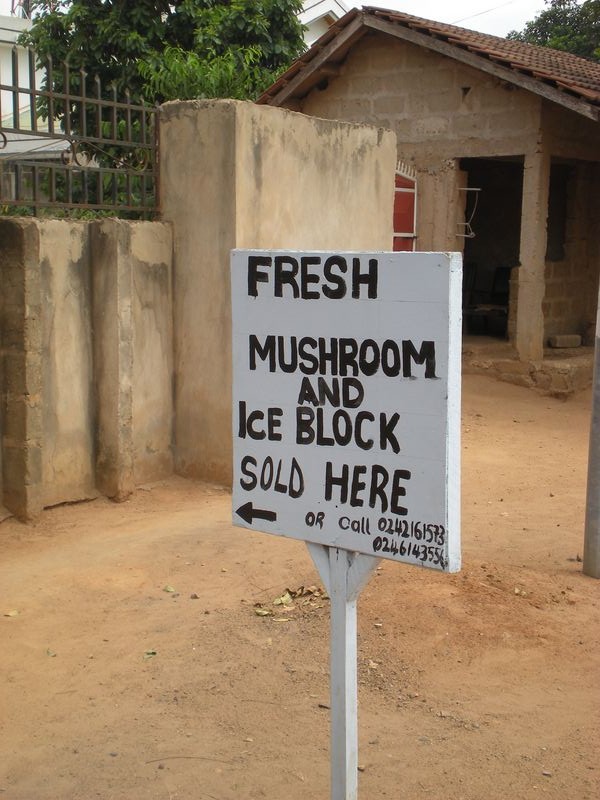 FRESH
MUSHROOM
AND
ICE BLOCK
SOLD HERE
OR Call 0242161573
0246143556